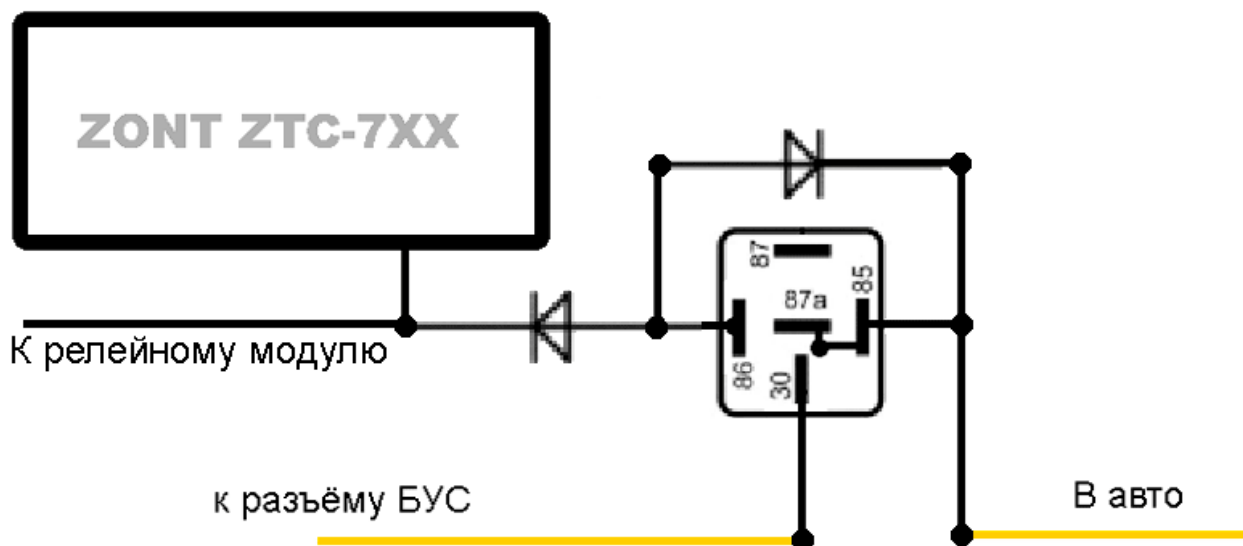 ZONT ZTC-7XX
87
85
87a
К релейному модулю
86
30
к разъёму БУС
В авто